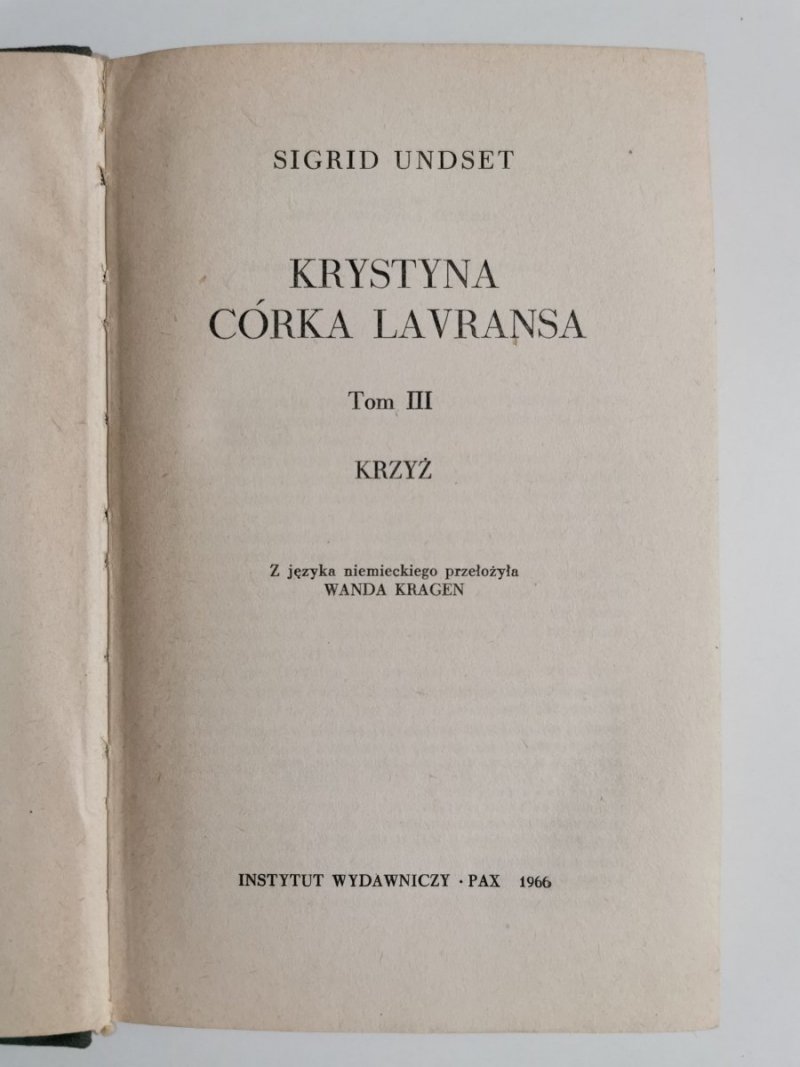 SIGRID UNDSET
KRYSTYNA
CÓRKA LAVRANSA
Tom III
KRZYŻ
Z języka niemieckiego przełożyła
WANDA KRAGEN
INSTYTUT WYDAWNICZY · PAX 1966